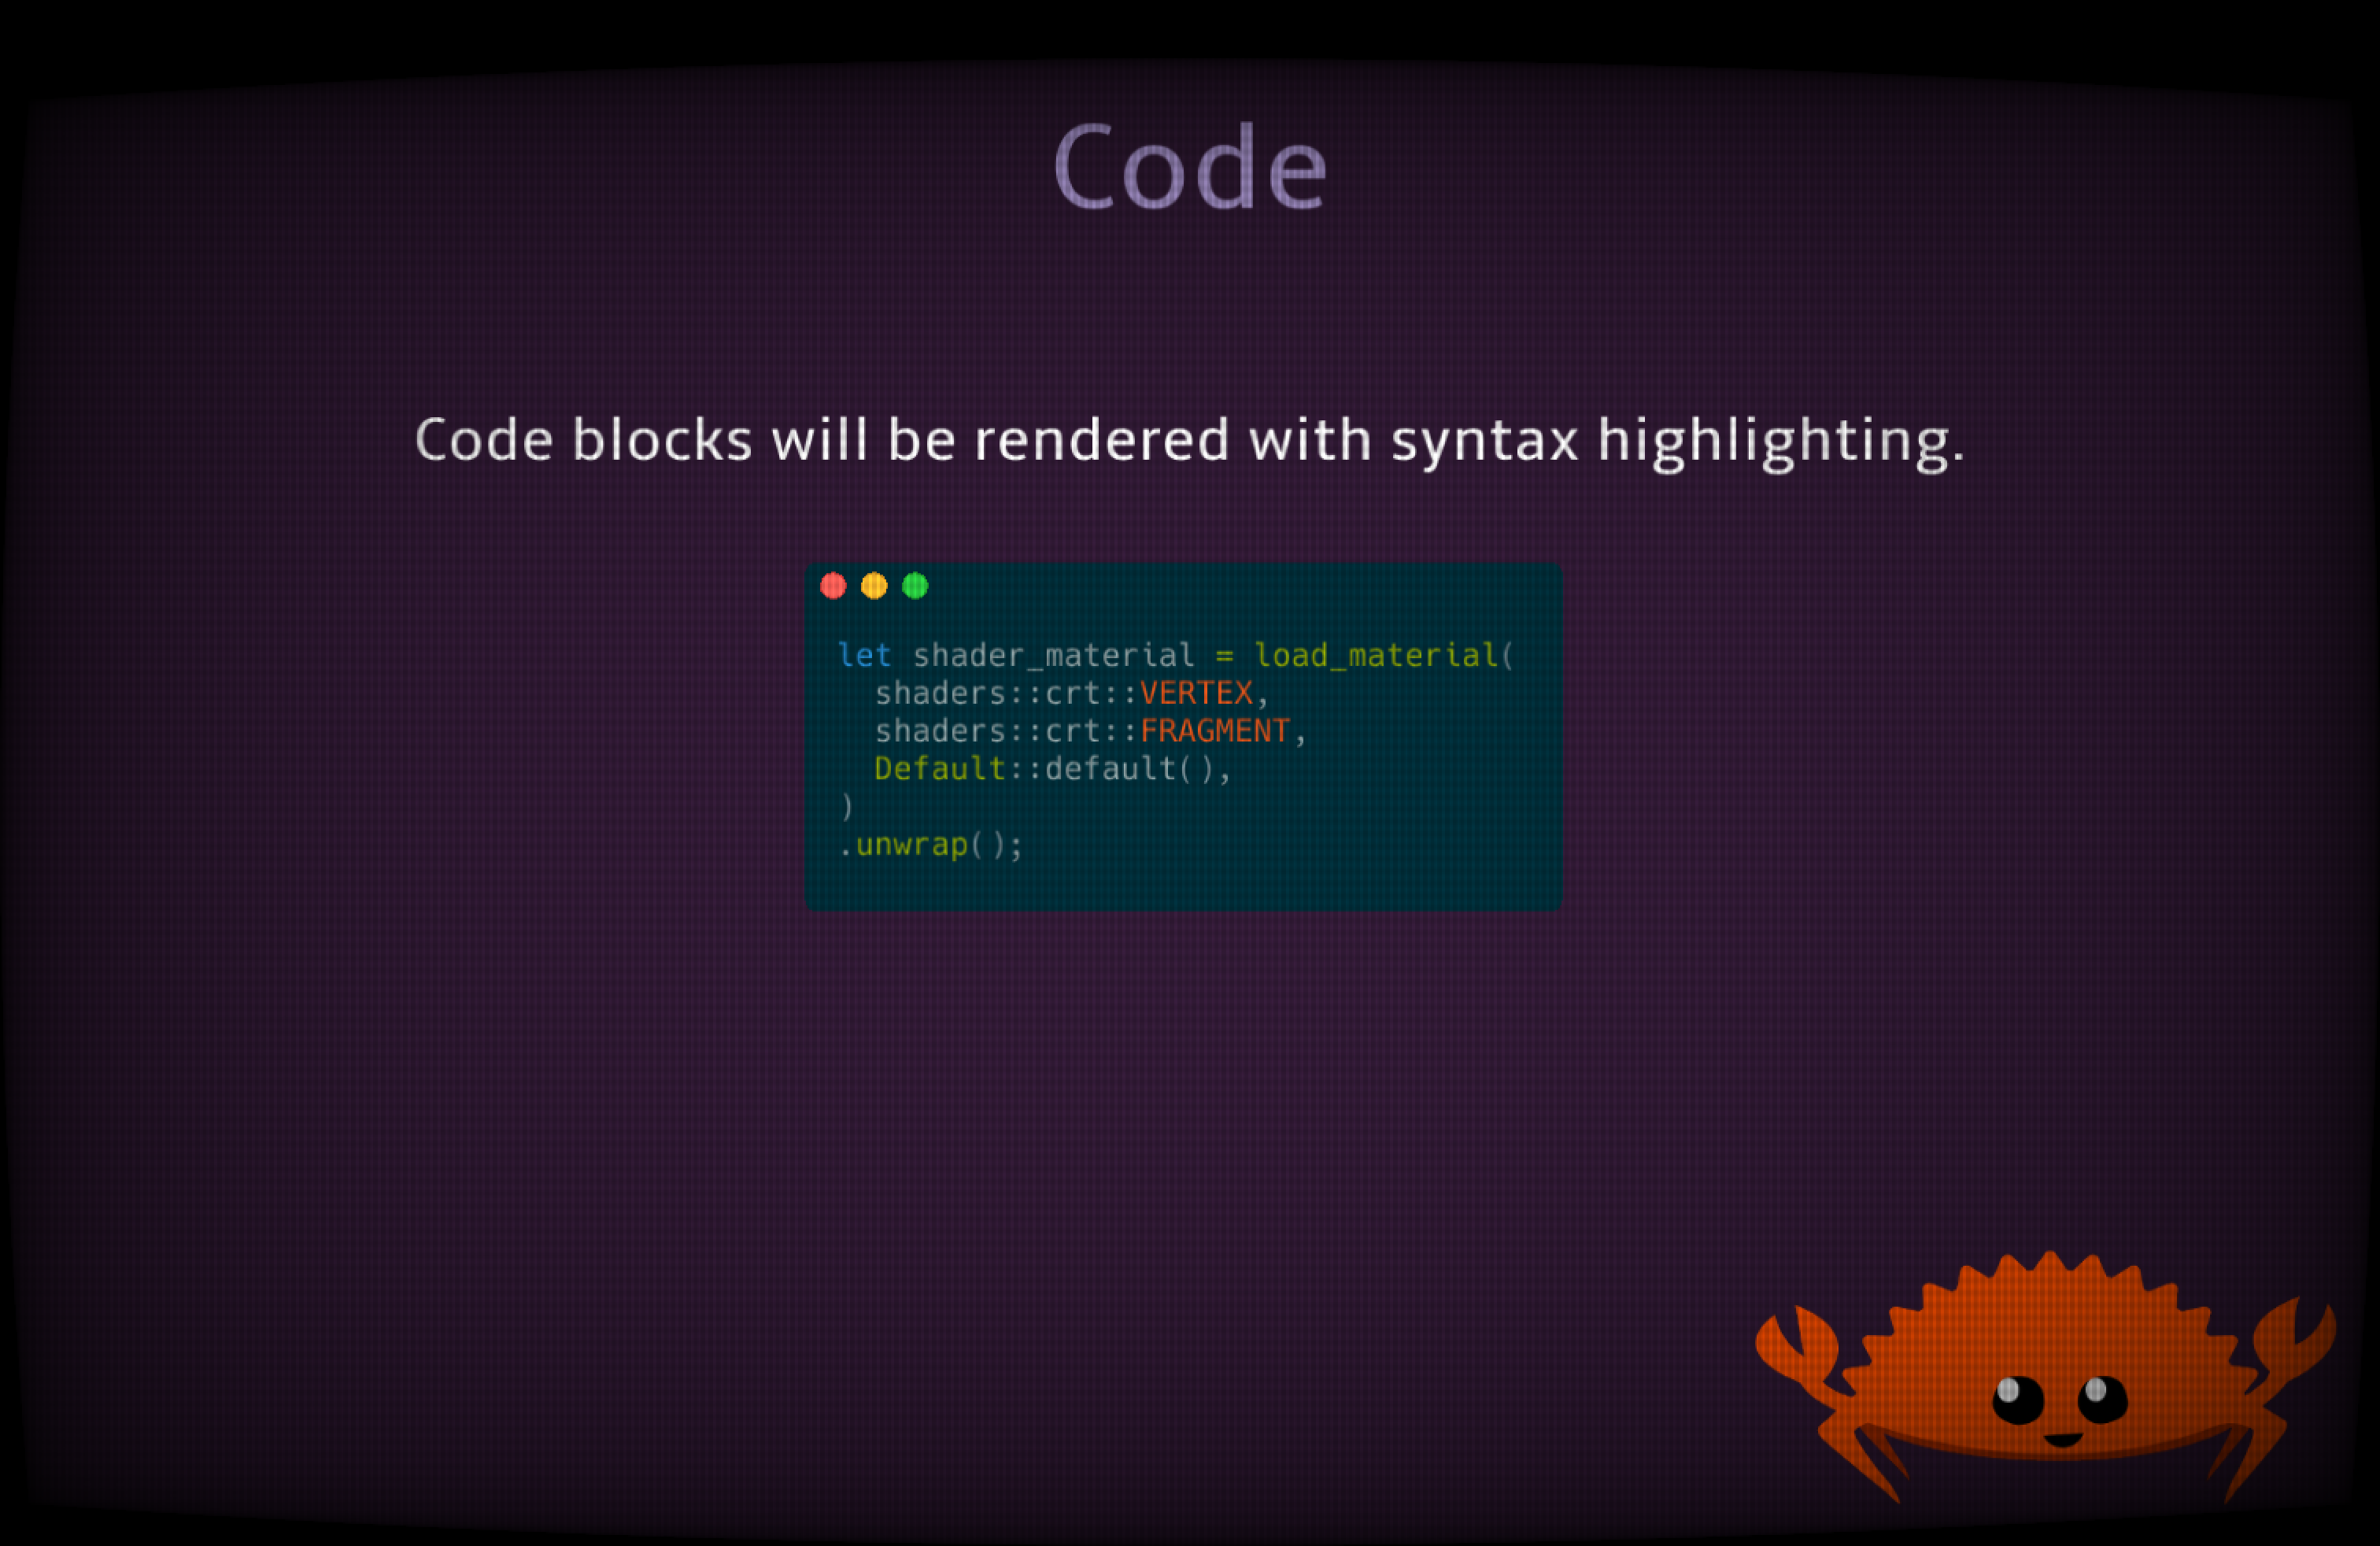 Code
Code blocks will be rendered with syntax highlighting.
let shader_material = load_material(
  shaders::crt::VERTEX,
  shaders::crt::FRAGMENT,
  Default::default(),
)
.unwrap();